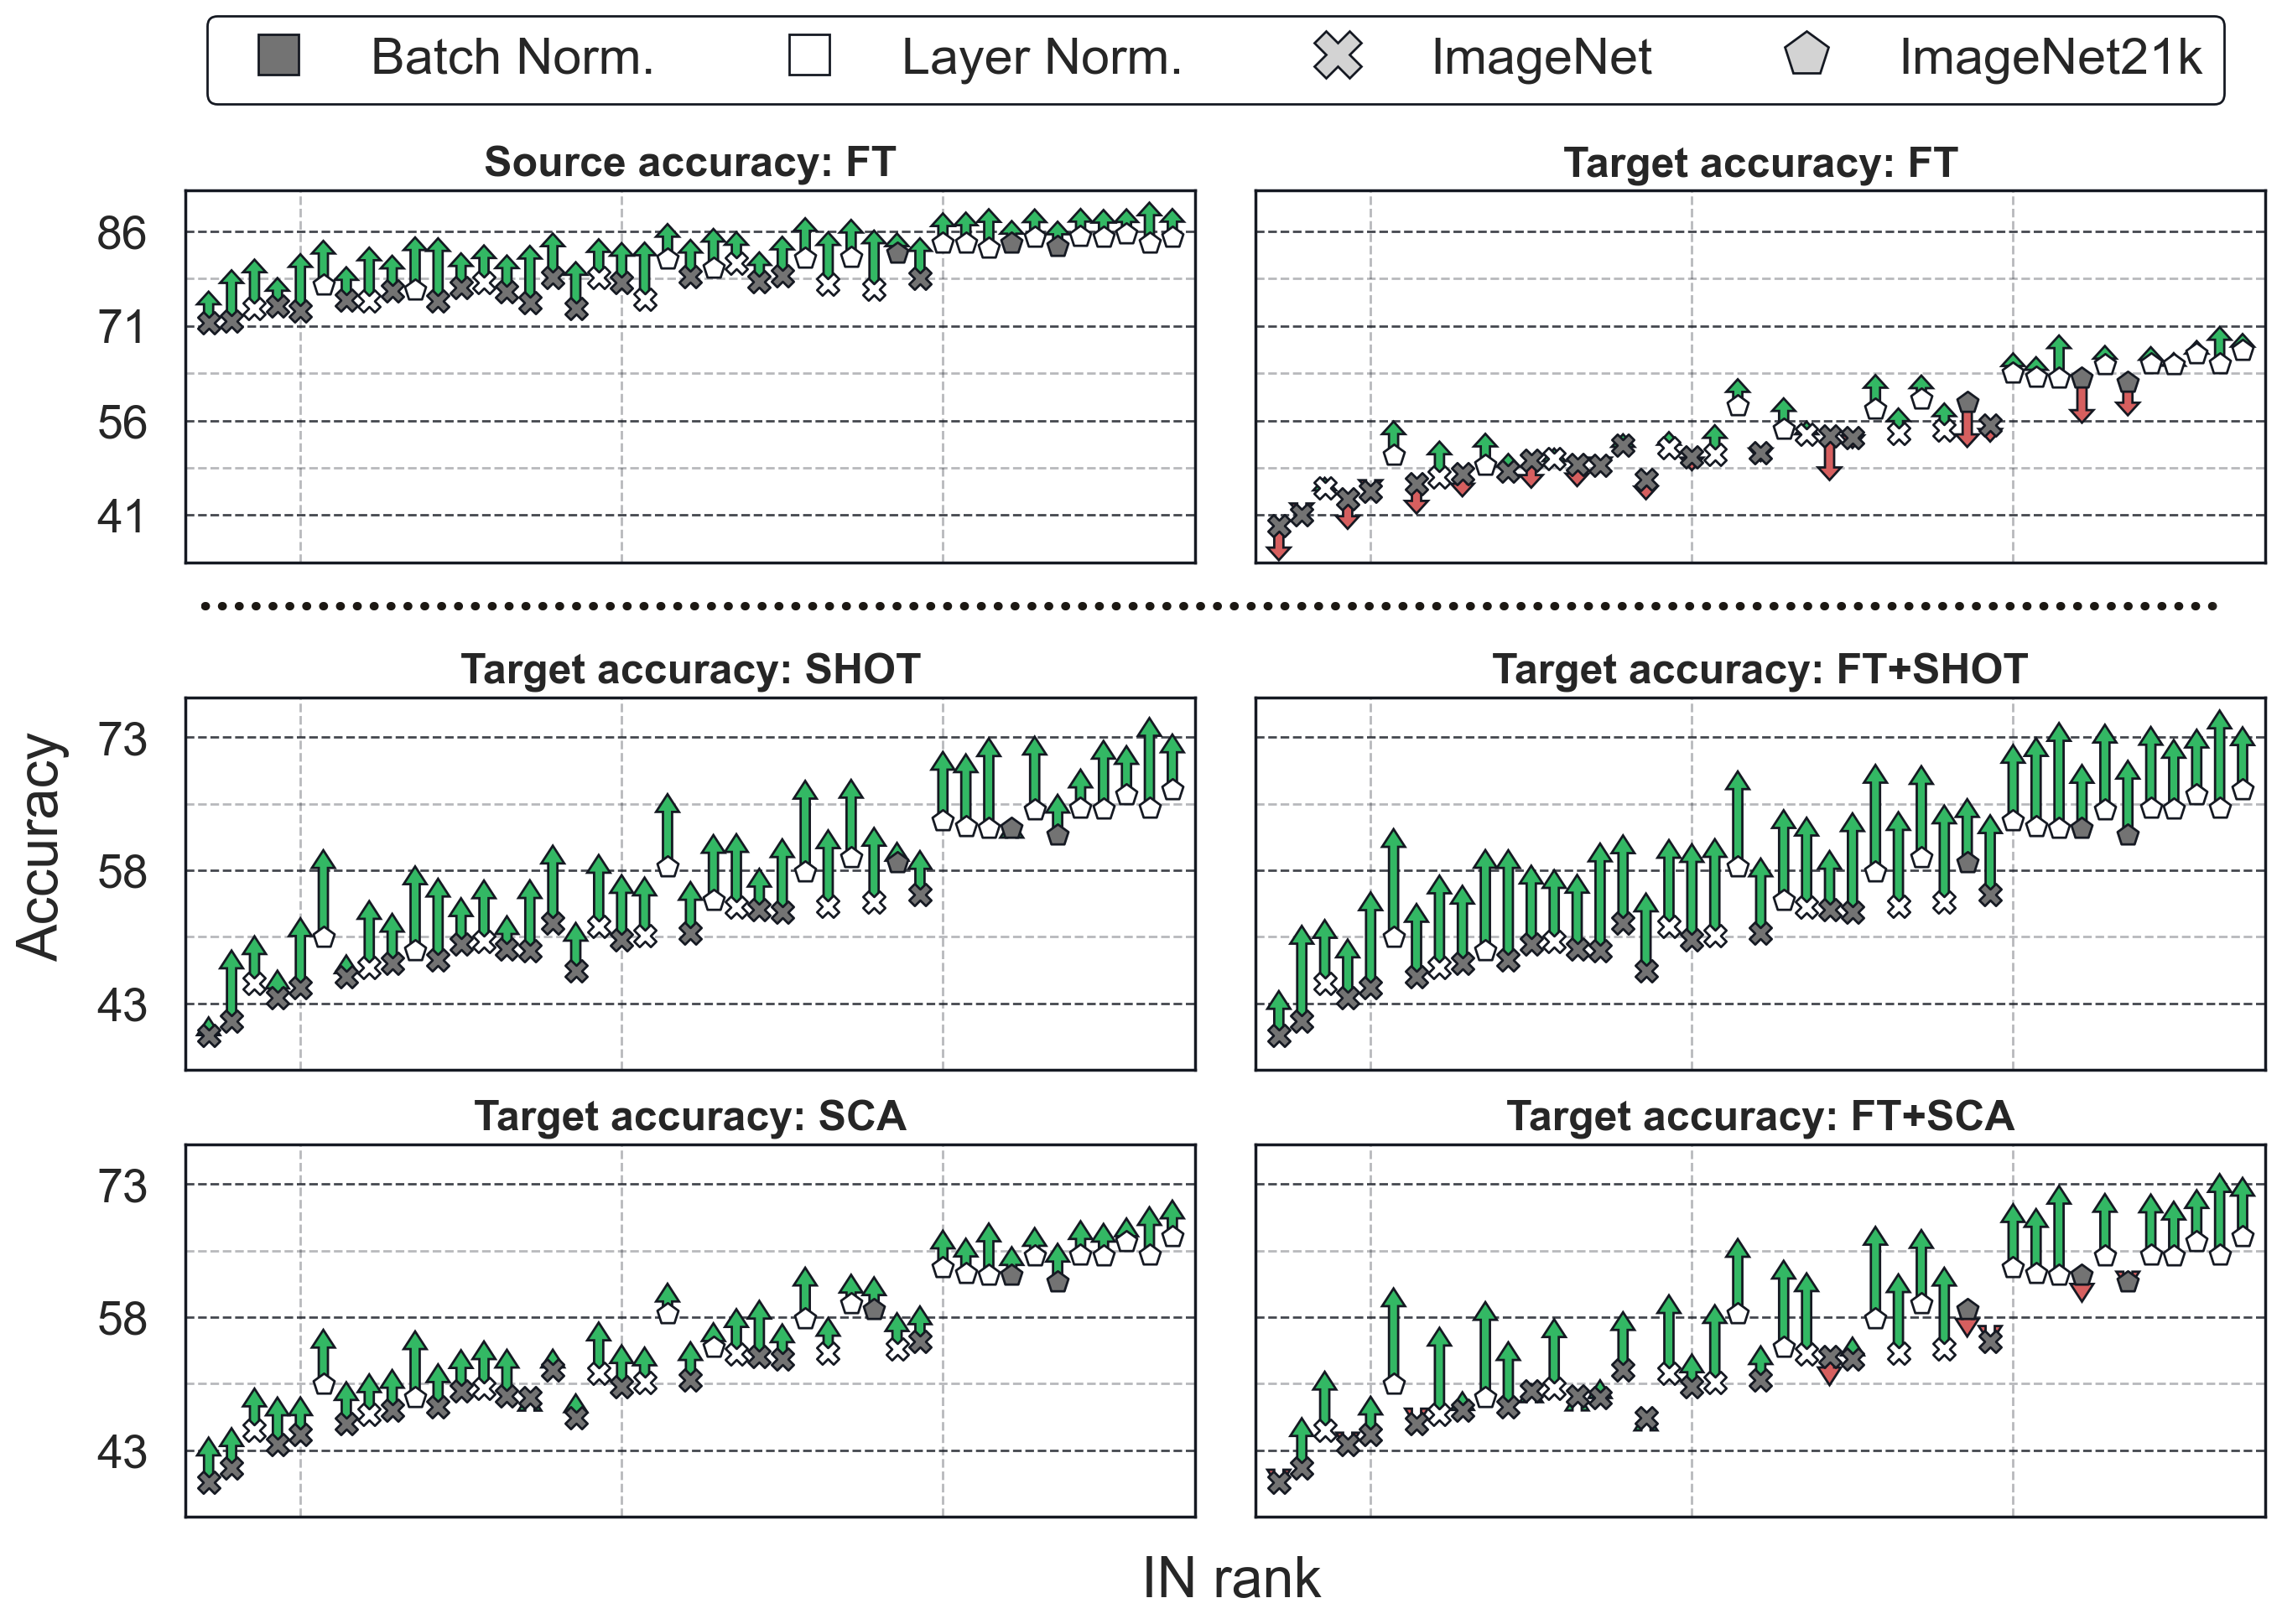 Batch Norm. Layer Norm. ImageNet ImageNet21k
Source accuracy: FT
Target accuracy: FT
86
71
56
41
Target accuracy: SHOT
Target accuracy: FT+SHOT
73
58
43
Accuracy
Target accuracy: SCA
Target accuracy: FT+SCA
73
58
43
IN rank